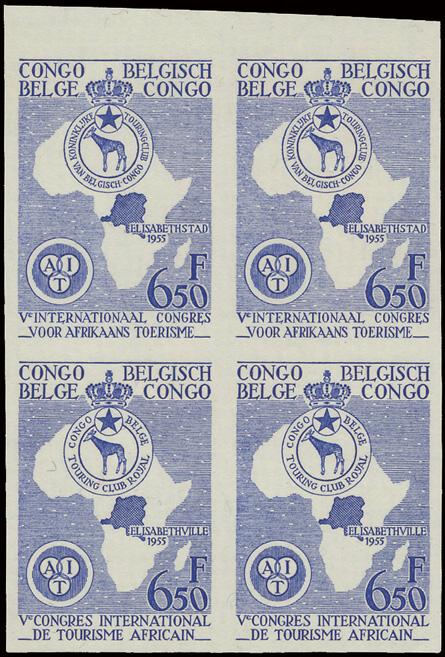 CONGO BELGISCH
BELGE CONGO
KONINKLIJKE TOURINGCLUB
VAN BELGISCH-CONGO
ELISABETHSTAD
1955
A I T
F
6.50
Ve INTERNATIONAAL CONGRES
VOOR AFRIKAANS TOERISME
CONGO BELGISCH
BELGE CONGO
KONINKLIJKE TOURINGCLUB
VAN BELGISCH-CONGO
ELISABETHSTAD
1955
A I T
F
6.50
Ve INTERNATIONAAL CONGRES
VOOR AFRIKAANS TOERISME
CONGO BELGISCH
BELGE CONGO
CONGO BELGE
TOURING CLUB ROYAL
ELISABETHVILLE
1955
A I T
F
6.50
Ve CONGRES INTERNATIONAL
DE TOURISME AFRICAIN
CONGO BELGISCH
BELGE CONGO
CONGO BELGE
TOURING CLUB ROYAL
ELISABETHVILLE
1955
A I T
F
6.50
Ve CONGRES INTERNATIONAL
DE TOURISME AFRICAIN